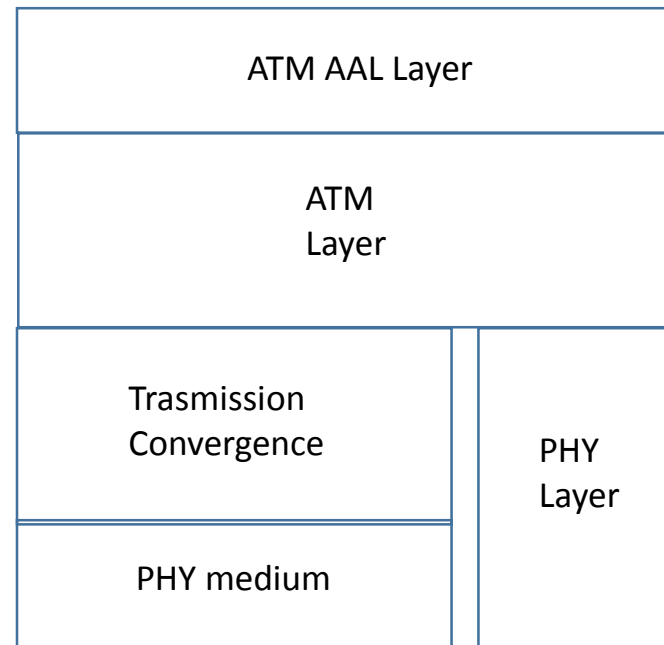 ATM AAL Layer
ATM
Layer
Trasmission
Convergence
PHY
Layer
PHY medium